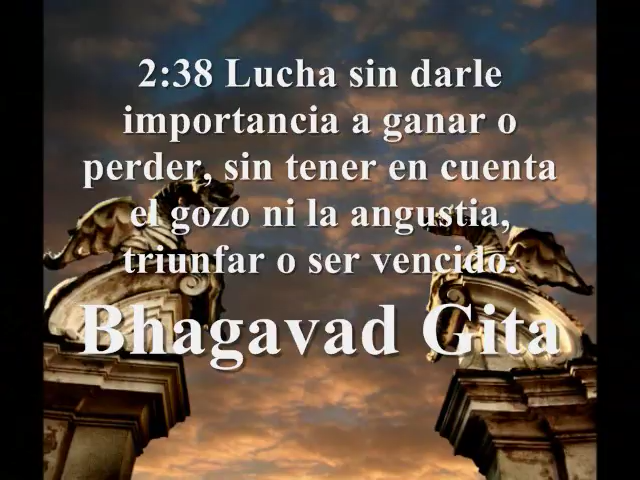 2:38 Lucha sin darle
importancia a ganar o
perder, sin tener en cuenta
el gozo ni la angustia,
triunfar o ser vencido.
Bhagavad Gita